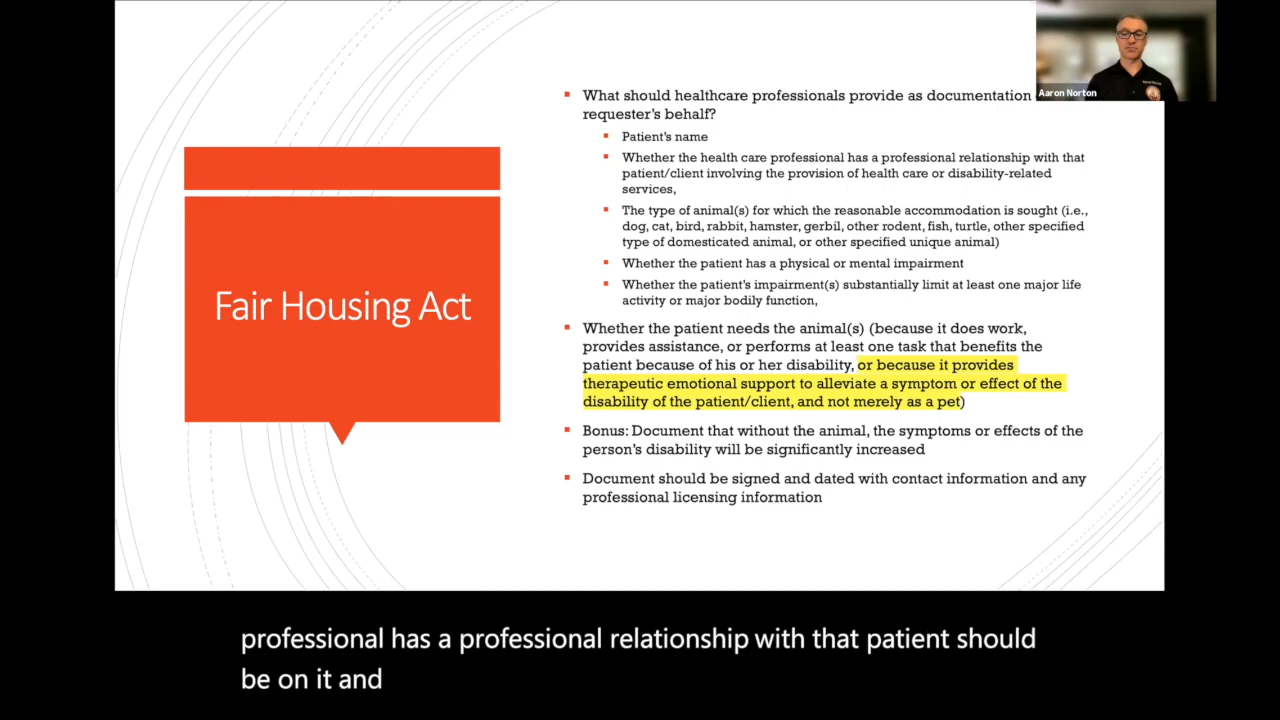 Aaron Norton
What should healthcare professionals provide as documentation
requester's behalf?
Patient's name
Whether the health care professional has a professional relationship with that
patient/client involving the provision of health care or disability-related
services,
The type of animal(s) for which the reasonable accommodation is sought (i.e.,
dog, cat, bird, rabbit, hamster, gerbil, other rodent, fish, turtle, other specified
type of domesticated animal, or other specified unique animal)
Whether the patient has a physical or mental impairment
Whether the patient's impairment(s) substantially limit at least one major life
activity or major bodily function,
Fair Housing Act
Whether the patient needs the animal(s) (because it does work,
provides assistance, or performs at least one task that benefits the
patient because of his or her disability, or because it provides
therapeutic emotional support to alleviate a symptom or effect of the
disability of the patient/client, and not merely as a pet)
Bonus: Document that without the animal, the symptoms or effects of the
person's disability will be significantly increased
Document should be signed and dated with contact information and any
professional licensing information
professional has a professional relationship with that patient should
be on it and